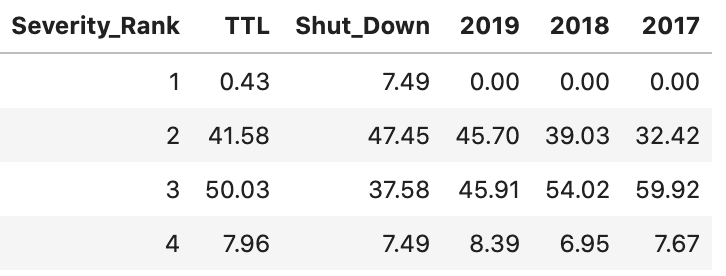 Severity_Rank TTL Shut_Down 2019 2018 2017
1 0.43 7.49 0.00 0.00 0.00
2 41.58 47.45 45.70 39.03 32.42
3 50.03 37.58 45.91 54.02 59.92
4 7.96 7.49 8.39 6.95 7.67